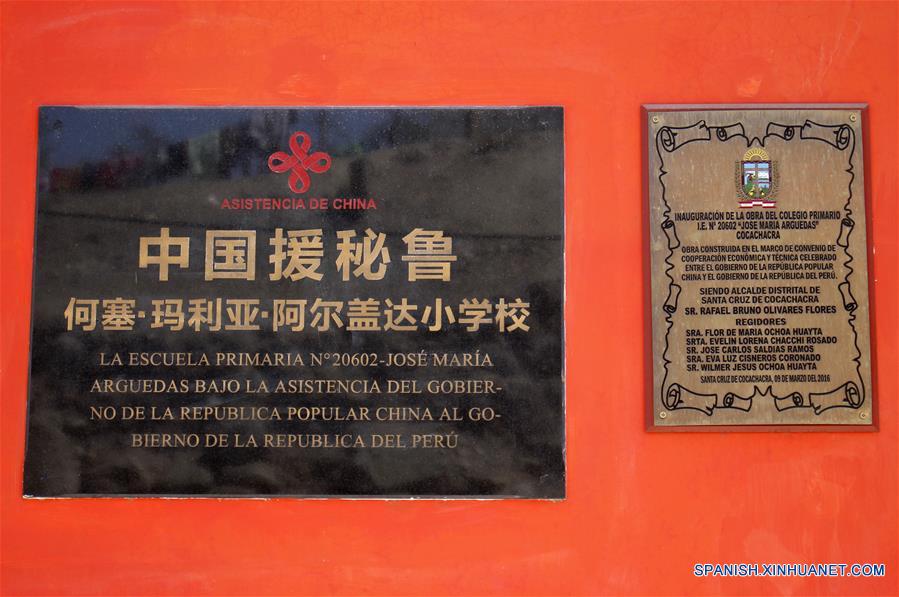 ASISTENCIA DE CHINA
中国援秘鲁
何塞·玛利亚·阿尔盖达小学校
LA ESCUELA PRIMARIA N°20602-JOSÉ MARÍA
ARGUEDAS BAJO LA ASISTENCIA DEL GOBIER-
NO DE LA REPUBLICA POPULAR CHINA AL GO-
BIERNO DE LA REPUBLICA DEL PERÚ
INAUGURACIÓN DE LA OBRA DEL COLEGIO PRIMARIO
I.E. Nº 20602 "JOSE MARIA ARGUEDAS"
COCACHACRA
OBRA CONSTRUIDA EN EL MARCO DE CONVENIO DE
COOPERACIÓN ECONÓMICA Y TÉCNICA CELEBRADO
ENTRE EL GOBIERNO DE LA REPÚBLICA POPULAR
CHINA Y EL GOBIERNO DE LA REPÚBLICA DEL PERÚ.
SIENDO ALCALDE DISTRITAL DE
SANTA CRUZ DE COCACHACRA
SR. RAFAEL BRUNO OLIVARES FLORES
REGIDORES
SRA. FLOR DE MARIA OCHOA HUAYTA
SRTA. EVELIN LORENA CHACCHI ROSADO
SR. JOSE CARLOS SALDIAS RAMOS
SRA. EVA LUZ CISNEROS CORONADO
SR. WILMER JESUS OCHOA HUAYTA
SANTA CRUZ DE COCACHACRA, 09 DE MARZO DEL 2016
SPANISH.XINHUANET.COM